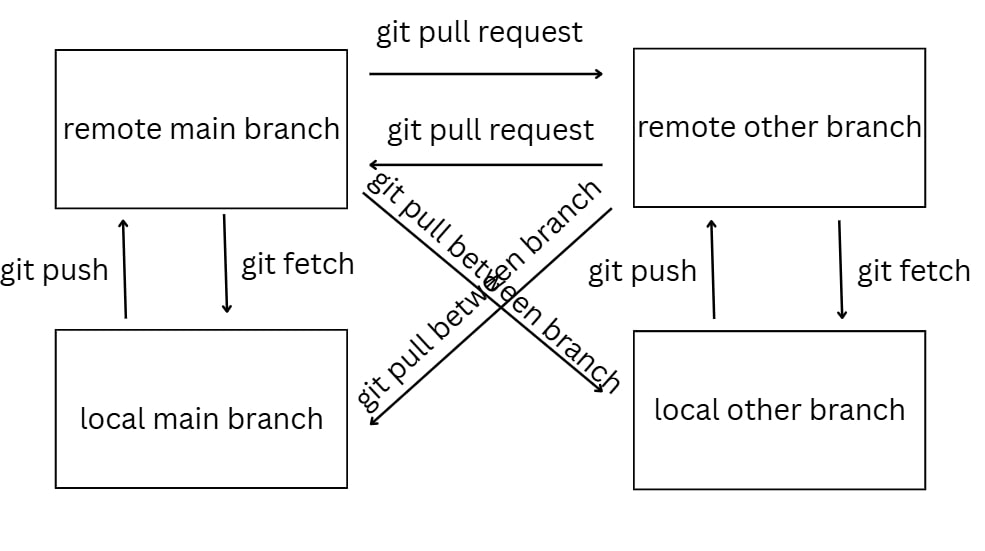 git pull request
remote main branch
git pull request
remote other branch
git pull between branch
git pull between branch
git push
git fetch
git push
git fetch
local main branch
local other branch